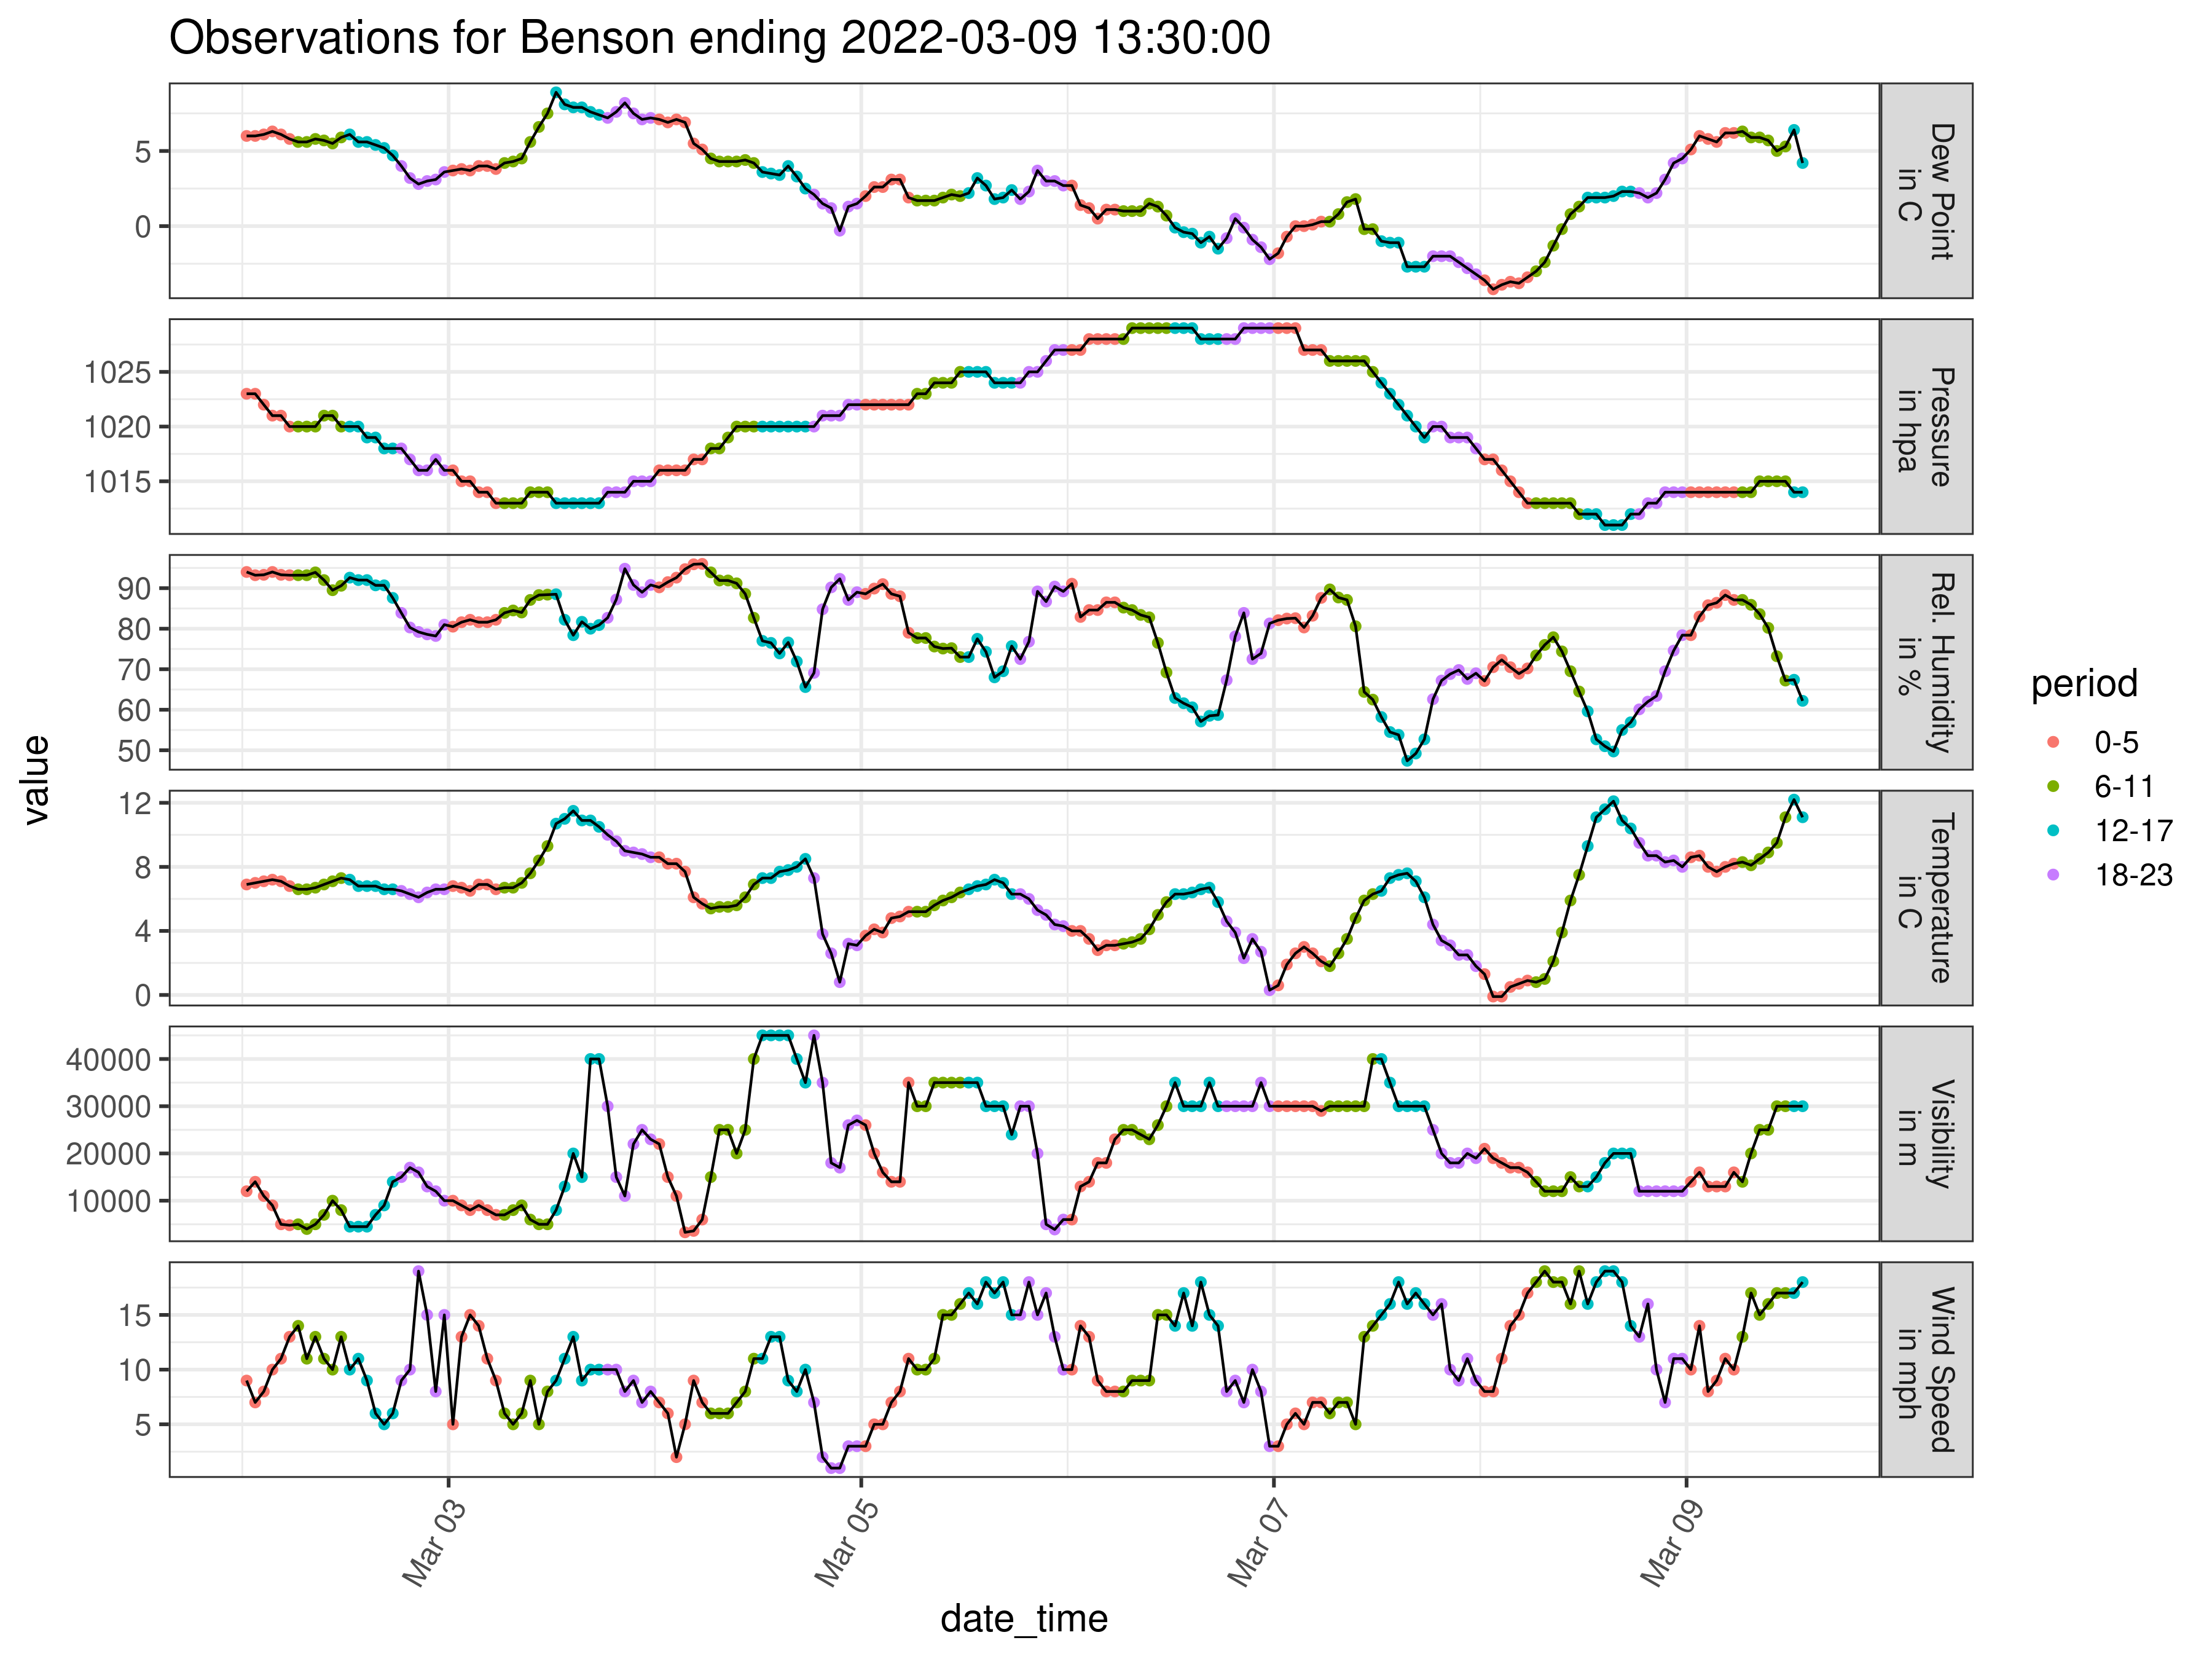 Observations for Benson ending 2022-03-09 13:30:00
value
5
0
Dew Point
in C
1025
1020
1015
Pressure
in hpa
90
80
70
60
50
Rel. Humidity
in %
12
8
4
0
Temperature
in C
40000
30000
20000
10000
Visibility
in m
15
10
5
Wind Speed
in mph
Mar 03
Mar 05
Mar 07
Mar 09
date_time
period
0-5
6-11
12-17
18-23